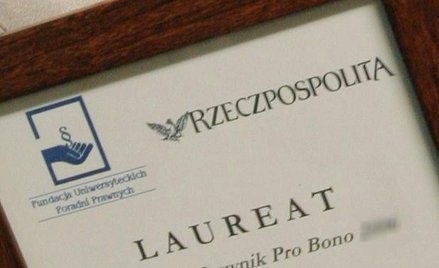 RZECZPOSPOLITA
Fundacja Uniwersyteckich
Poradni Prawnych
LAUREAT
Pro Bono